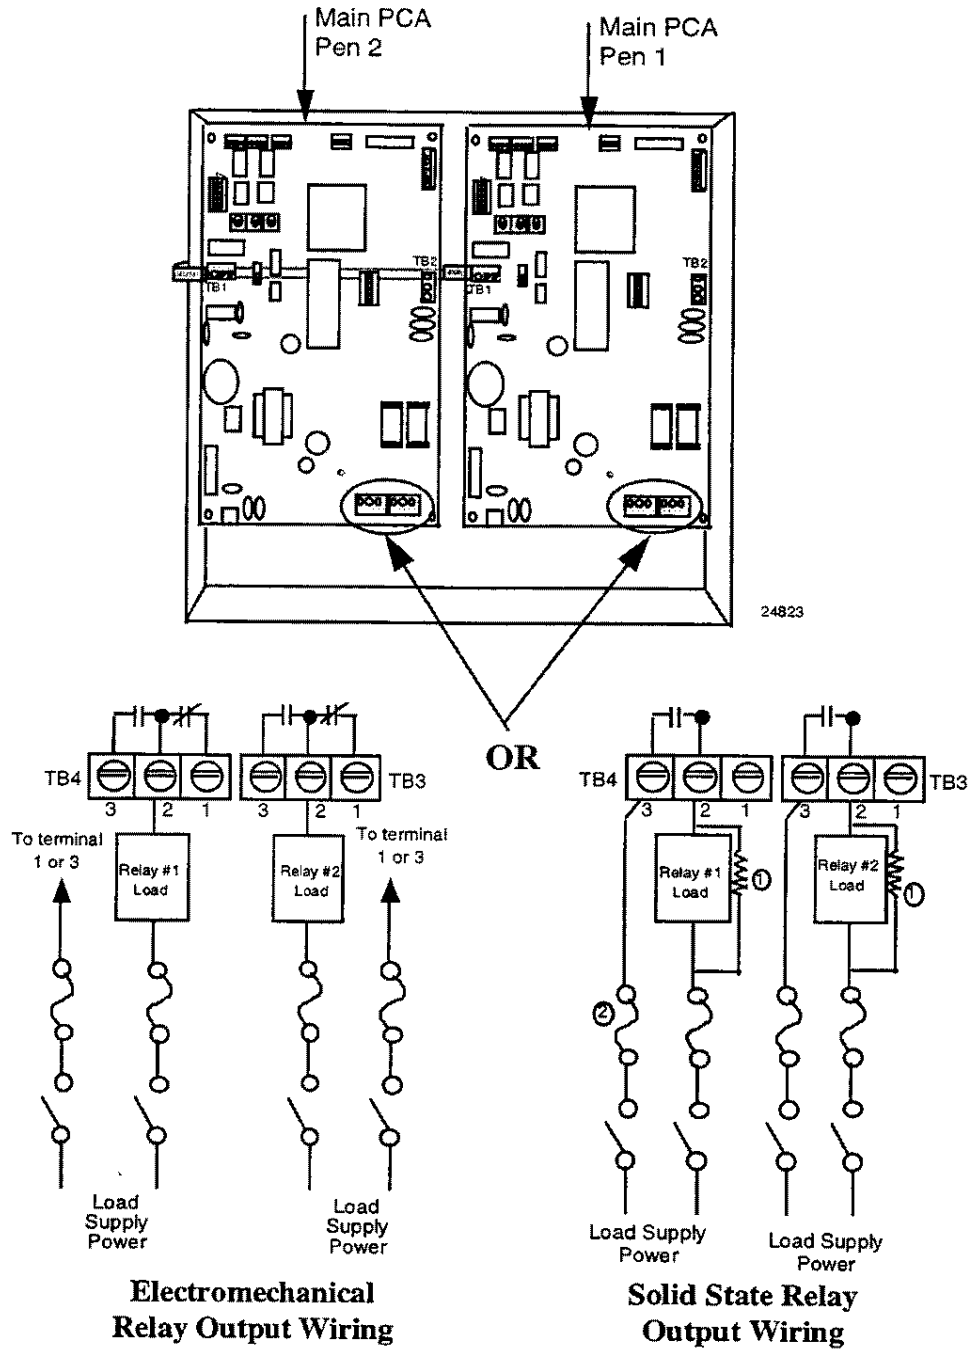 Main PCA
Pen 2
Main PCA
Pen 1
TB2
TB1
TB2
TB1
24823
OR
TB4
3
2
1
3
2
1
TB3
To terminal
1 or 3
Relay #1
Load
Relay #2
Load
To terminal
1 or 3
Load
Supply
Power
Load
Supply
Power
Electromechanical
Relay Output Wiring
TB4
3
2
1
3
2
1
TB3
Relay #1
Load
1
Relay #2
Load
1
2
Load Supply
Power
Load Supply
Power
Solid State Relay
Output Wiring